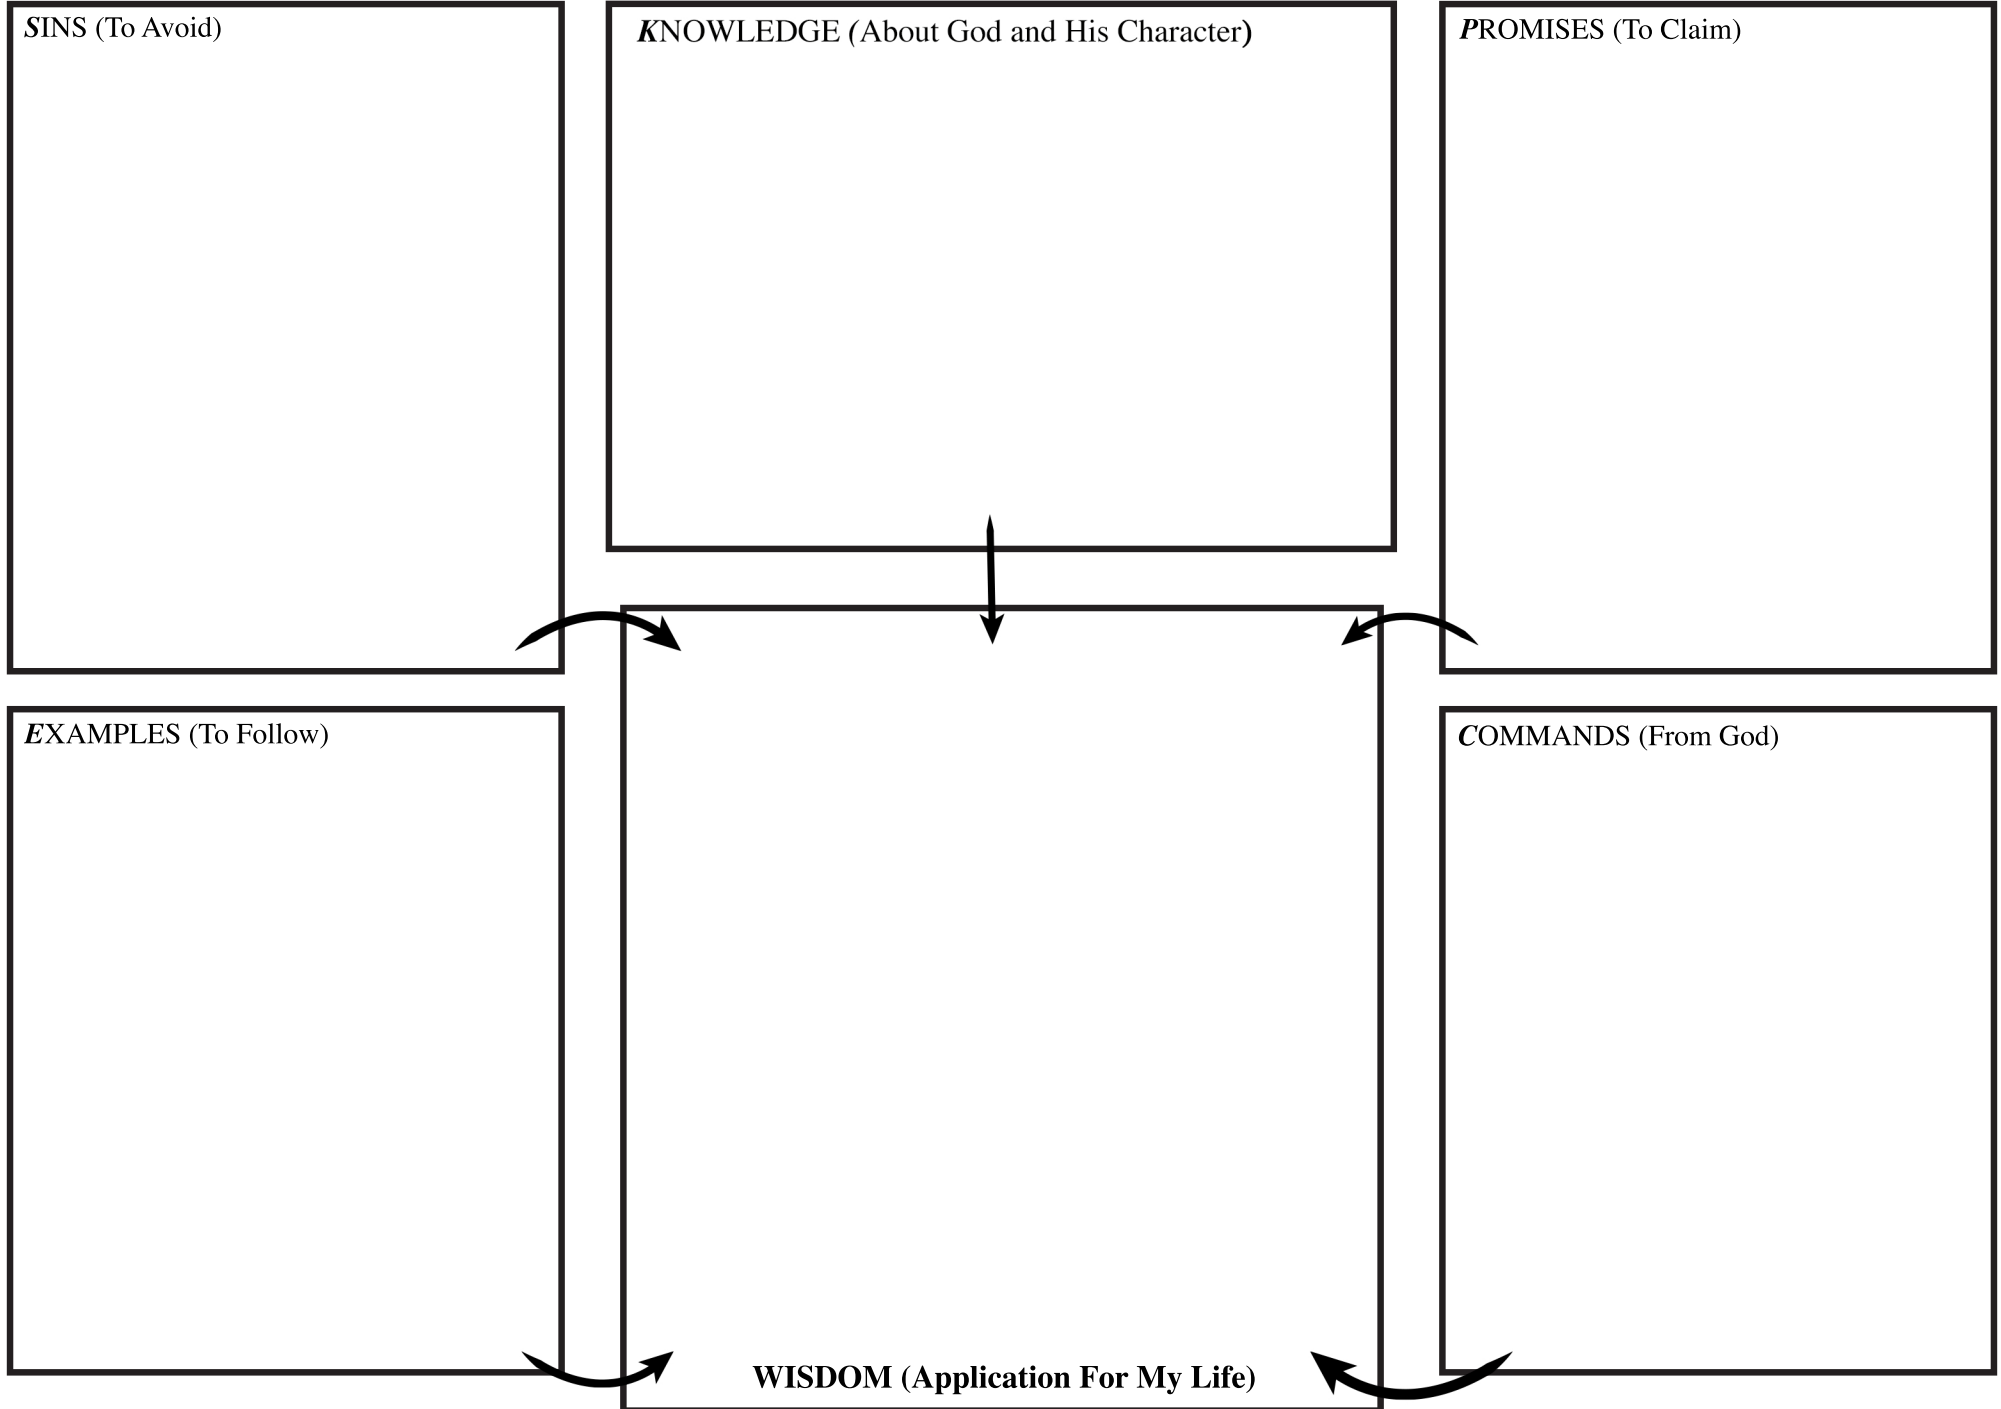 SINS (To Avoid)
KNOWLEDGE (About God and His Character)
PROMISES (To Claim)
EXAMPLES (To Follow)
COMMANDS (From God)
WISDOM (Application For My Life)